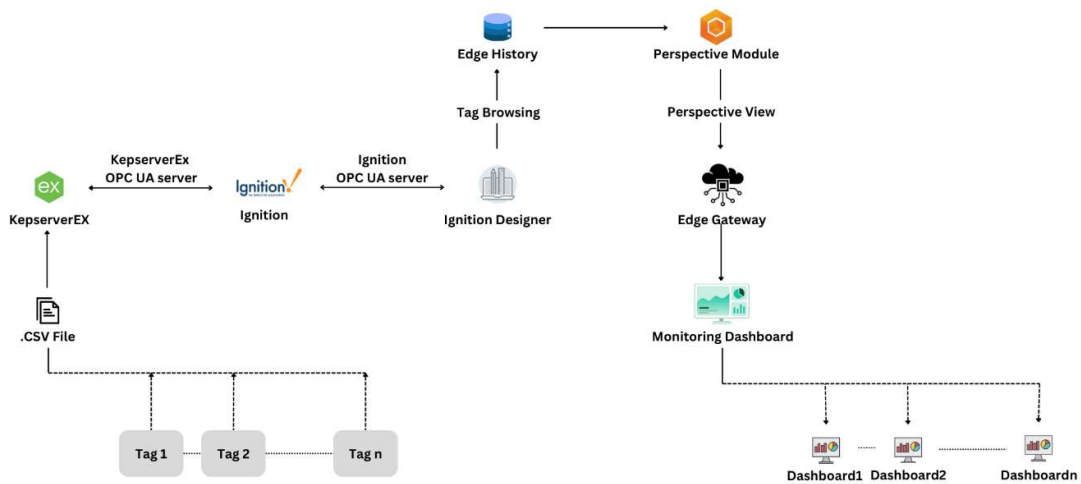 Edge History
Perspective Module
Tag Browsing
Perspective View
KepserverEx
OPC UA server
Ignition
OPC UA server
ex
KepserverEX
Ignition!
Ignition
Ignition Designer
Edge Gateway
.CSV File
Monitoring Dashboard
Tag 1
Tag 2
Tag n
Dashboard1
Dashboard2
Dashboardn